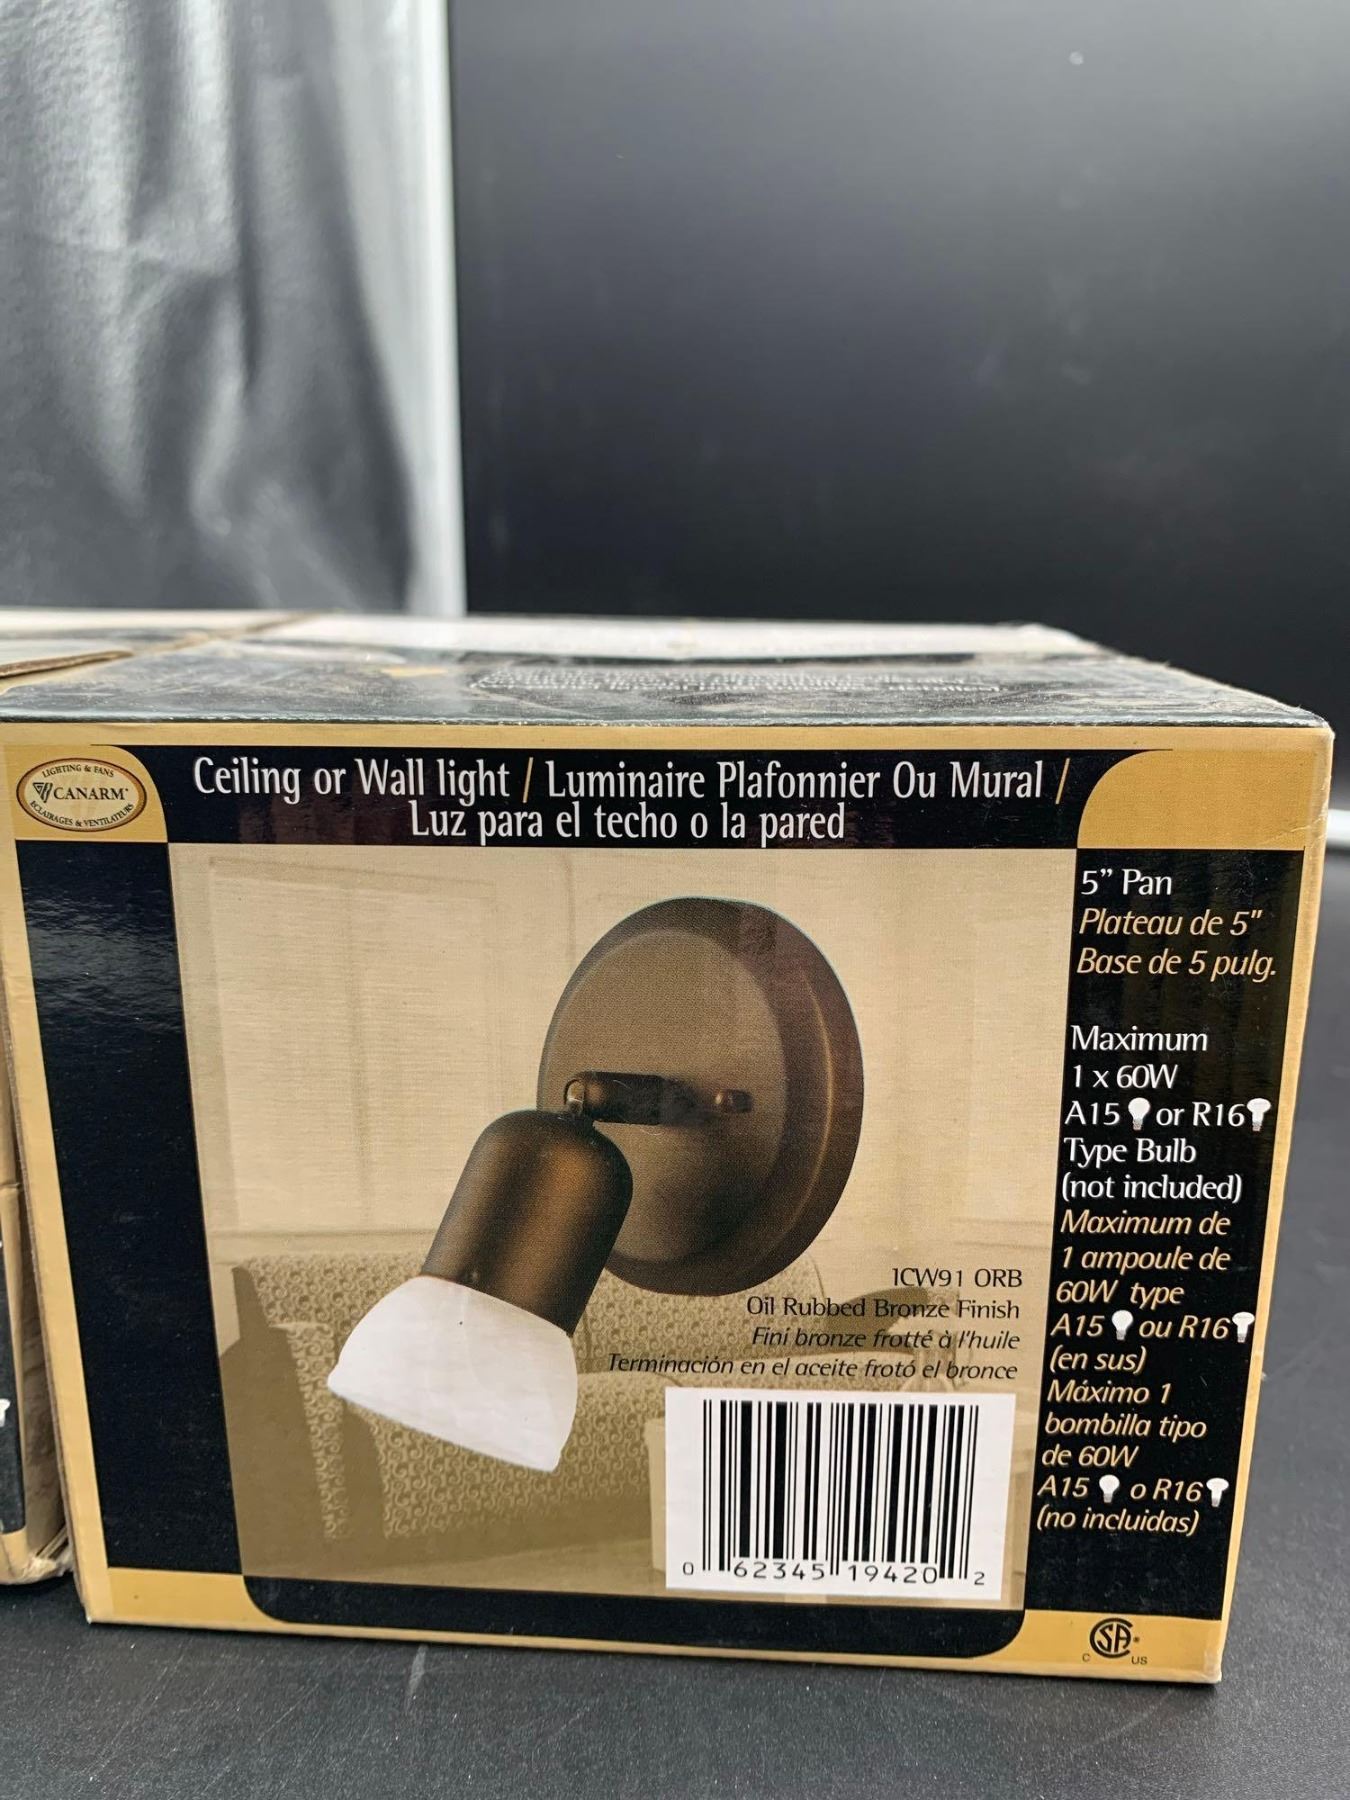 LIGHTING & FANS
CANARM
ECLAIRAGES & VENTILATEURS
Ceiling or Wall light / Luminaire Plafonnier Ou Mural /
Luz para el techo o la pared
5" Pan
Plateau de 5"
Base de 5 pulg.
Maximum
1 x 60W
A15 or R16
Type Bulb
(not included)
Maximum de
1 ampoule de
60W type
A15 ou R16
(en sus)
Máximo 1
bombilla tipo
de 60W
A15 o R16
(no incluidas)
ICW91 ORB
Oil Rubbed Bronze Finish
Fini bronze frotté à l'huile
Terminación en el aceite frotó el bronce
0 62345 19420 2
CSA®
C US